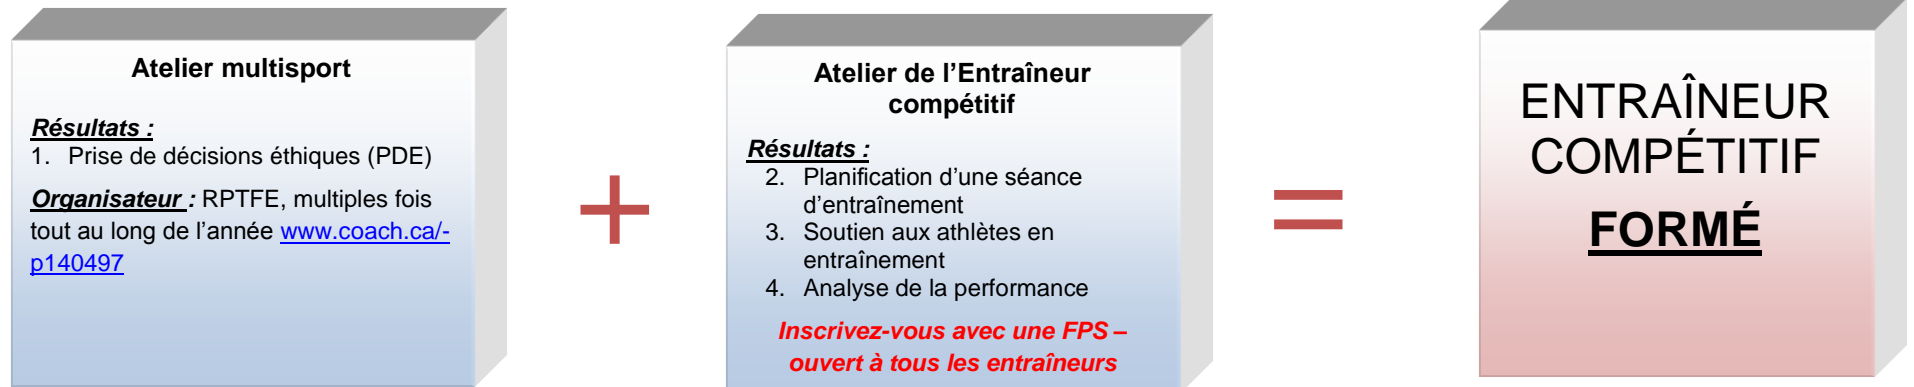 Atelier multisport
Résultats :
1. Prise de décisions éthiques (PDE)
Organisateur : RPTFE, multiples fois
tout au long de l'année www.coach.ca/-
p140497
+
Atelier de l'Entraîneur
compétitif
Résultats :
2. Planification d'une séance
d'entraînement
3. Soutien aux athlètes en
entraînement
4. Analyse de la performance
Inscrivez-vous avec une FPS –
ouvert à tous les entraîneurs
=
ENTRAÎNEUR
COMPÉTITIF
FORMÉ